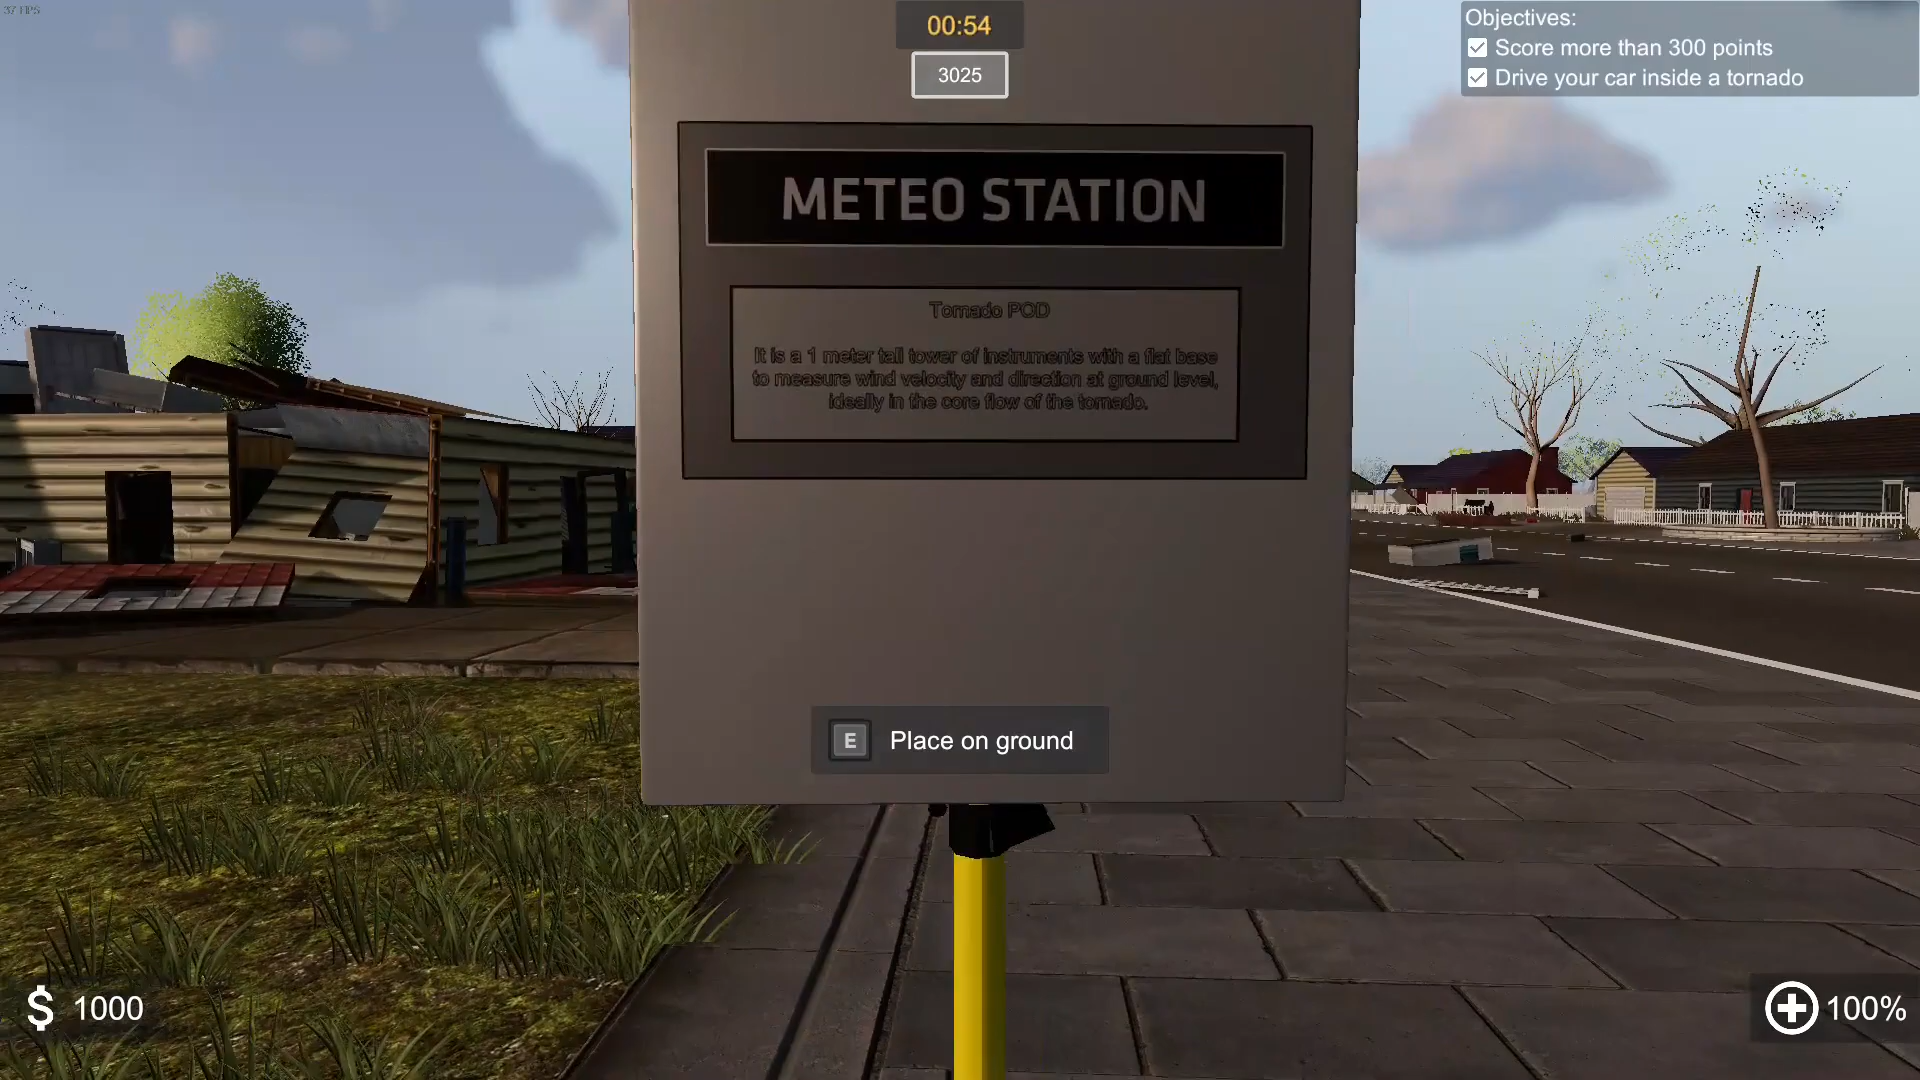 37 FPS
00:54
3025
Objectives:
Score more than 300 points
Drive your car inside a tornado
METEO STATION
Tornado POD
It is a 1 meter tall tower of instruments with a flat base
to measure wind velocity and direction at ground level,
ideally in the core flow of the tornado.
E Place on ground
$ 1000
100%